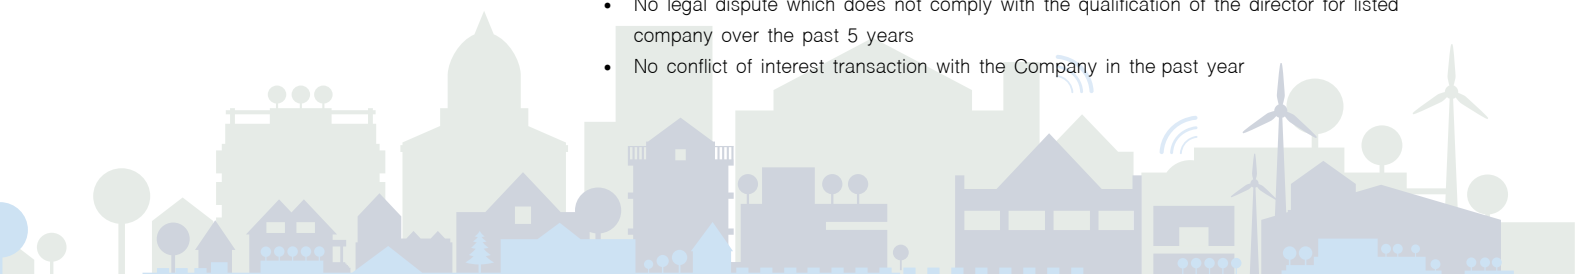 • No legal dispute which does not comply with the qualification of the director for listed
company over the past 5 years
• No conflict of interest transaction with the Company in the past year